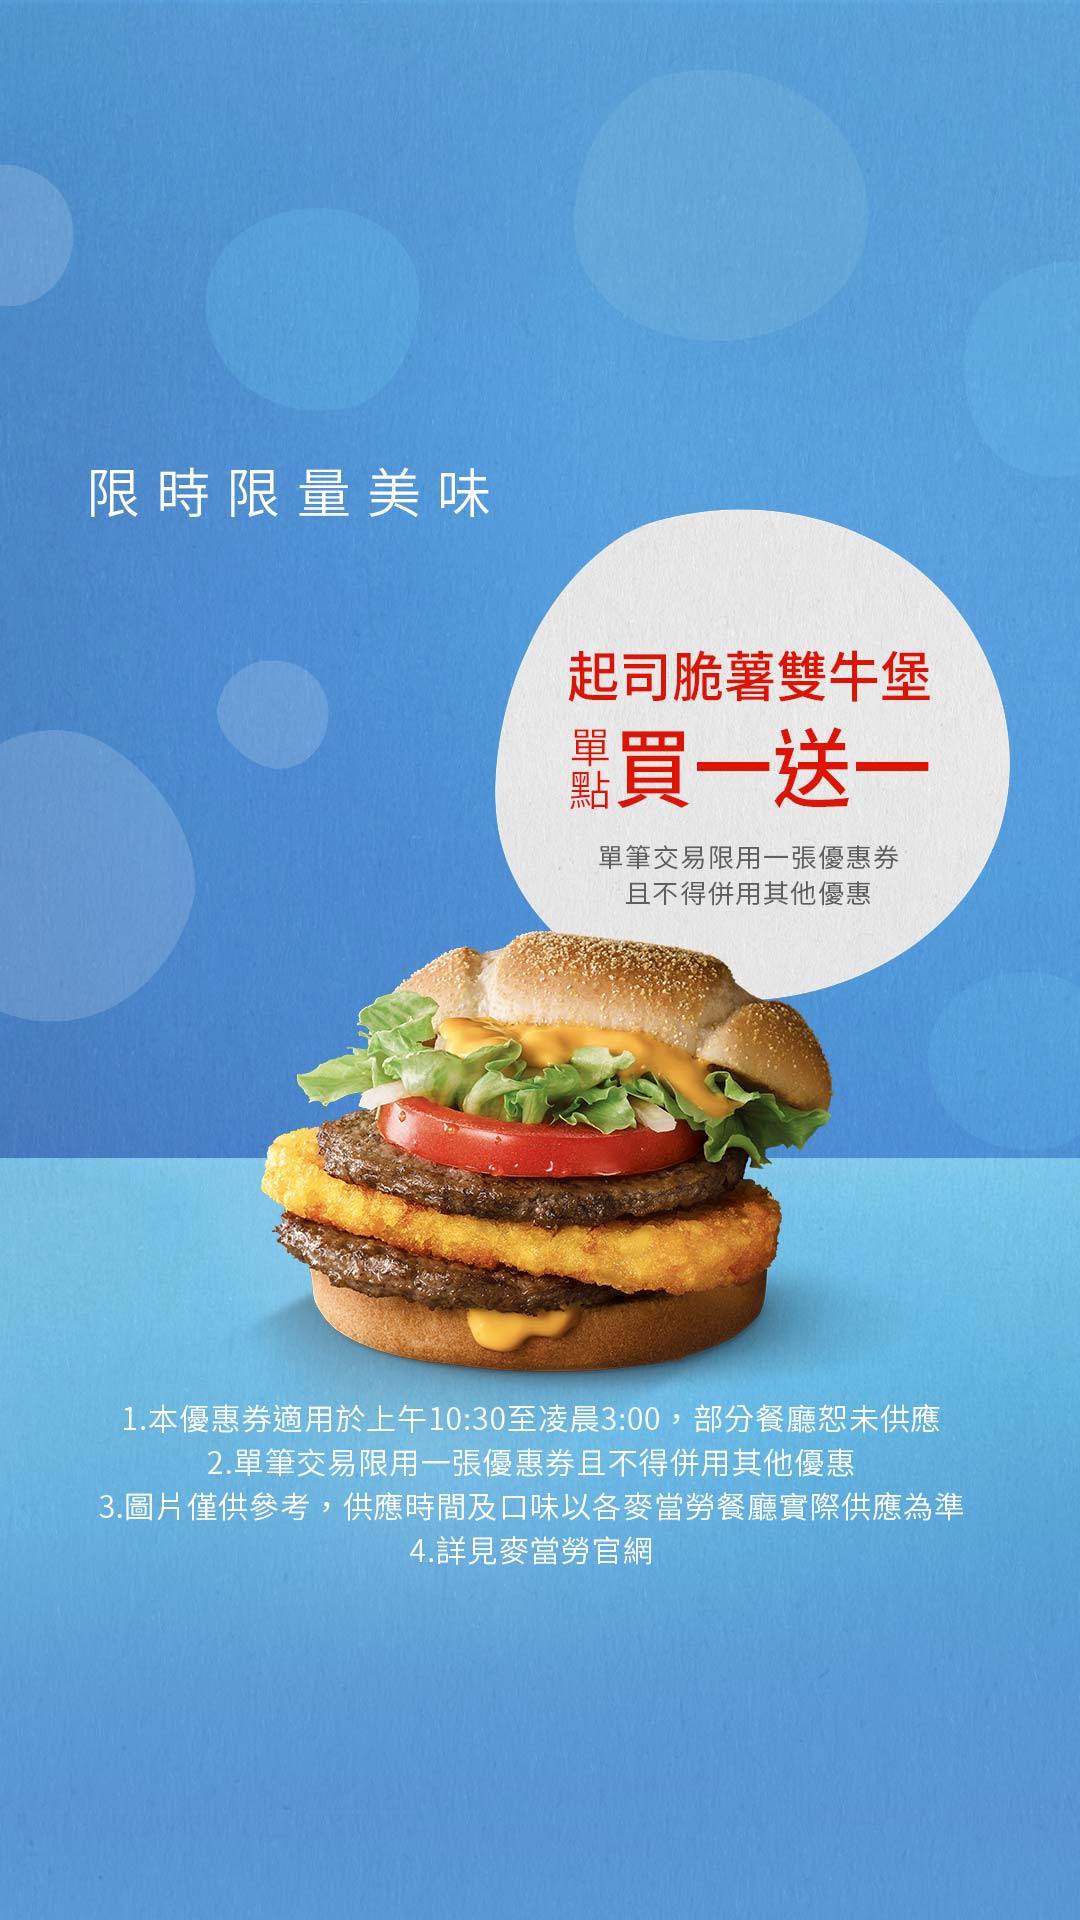 限時限量美味
起司脆薯雙牛堡
單點買一送一
單筆交易限用一張優惠券
且不得併用其他優惠
1.本優惠券適用於上午10:30至凌晨3:00，部分餐廳恕未供應
2.單筆交易限用一張優惠券且不得併用其他優惠
3.圖片僅供參考，供應時間及口味以各麥當勞餐廳實際供應為準
4.詳見麥當勞官網